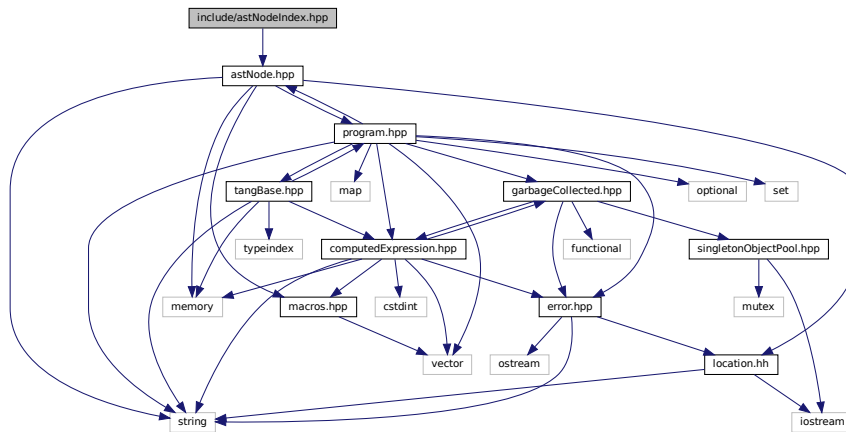 include/astNodeIndex.hpp
astNode.hpp
program.hpp
tangBase.hpp
map
garbageCollected.hpp
optional
set
typeindex
computedExpression.hpp
functional
singletonObjectPool.hpp
memory
macros.hpp
cstdint
error.hpp
mutex
vector
ostream
location.hh
string
iostream